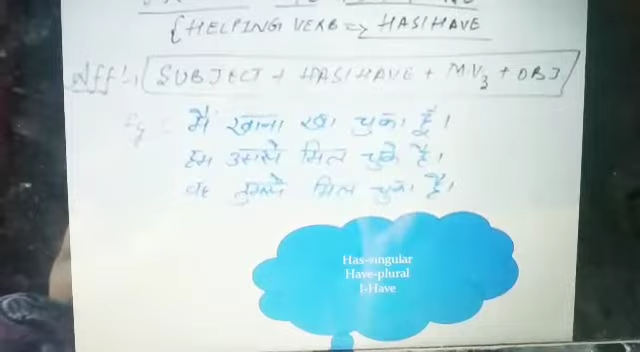 {HELPING VERB => HAS/HAVE
Aff:- SUBJECT + HAS/HAVE + M.V3 + OBJ
Eg :- मैं खाना खा चुका हूँ।
हम उससे मिल चुके हैं।
वह तुमसे मिल चुका है।
Has-singular
Have-plural
I-Have